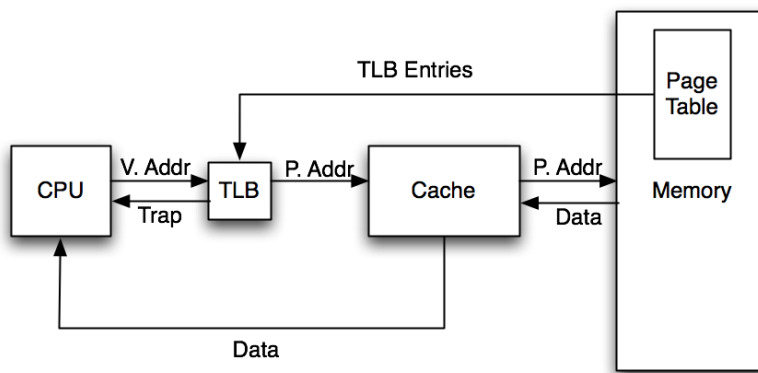 TLB Entries
Page
Table
CPU
V. Addr
Trap
TLB
P. Addr
Cache
P. Addr
Data
Memory
Data